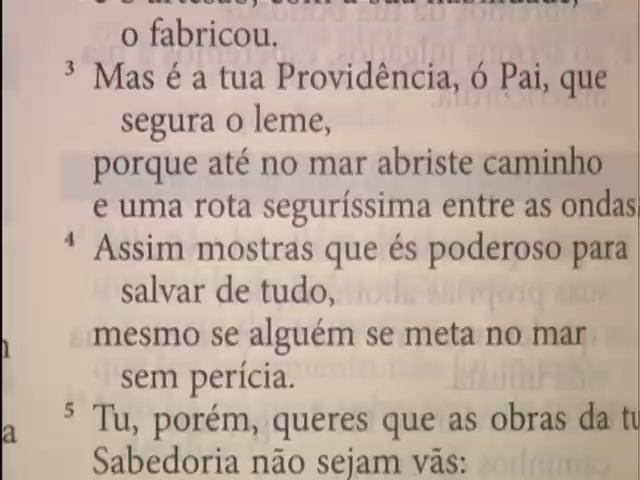 o fabricou.
3 Mas é a tua Providência, ó Pai, que
segura o leme,
porque até no mar abriste caminho
e uma rota seguríssima entre as ondas
4 Assim mostras que és poderoso para
salvar de tudo,
mesmo se alguém se meta no mar
sem perícia.
5 Tu, porém, queres que as obras da tu
Sabedoria não sejam vãs: